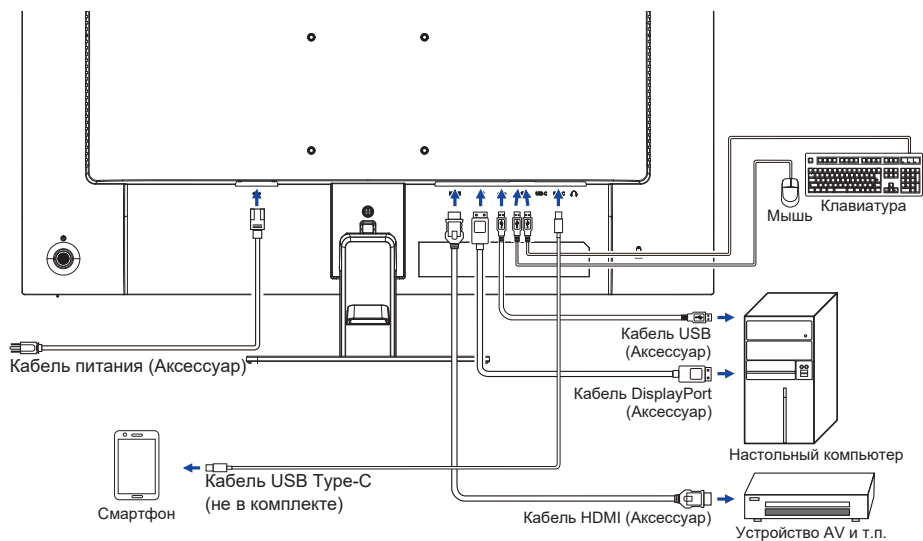 Мышь
Клавиатура
Кабель USB
(Аксессуар)
Кабель питания (Аксессуар)
Кабель DisplayPort
(Аксессуар)
Настольный компьютер
Кабель USB Type-C
(не в комплекте)
Смартфон
Кабель HDMI (Аксессуар)
Устройство AV и т.п.